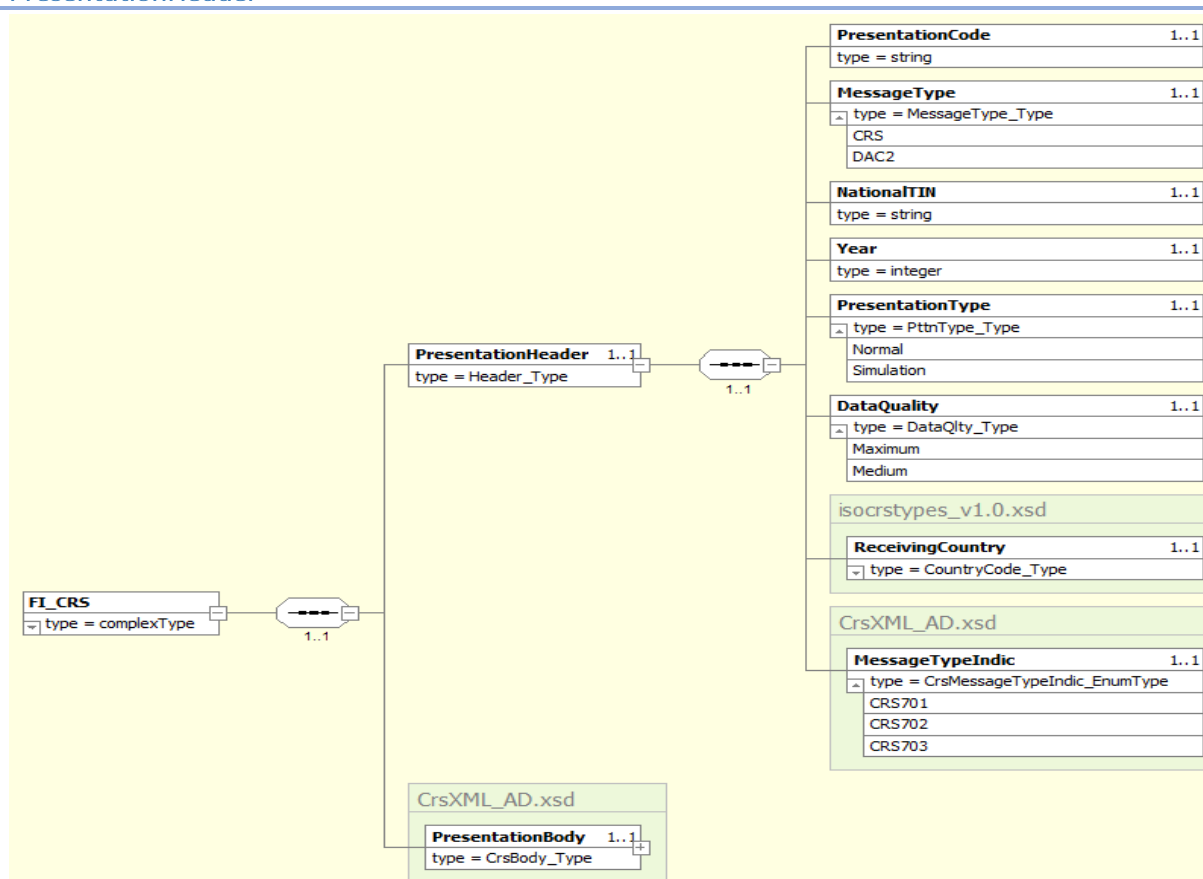 PresentationHeader
PresentationCode 1..1
type = string
MessageType 1..1
type = MessageType_Type
CRS
DAC2
NationalTIN 1..1
type = string
Year 1..1
type = integer
PresentationType 1..1
type = PttnType_Type
Normal
Simulation
PresentationHeader 1..1
type = Header_Type
1..1
DataQuality 1..1
type = DataQlty_Type
Maximum
Medium
isocrstypes_v1.0.xsd
ReceivingCountry 1..1
type = CountryCode_Type
FI_CRS
type = complexType
1..1
CrsXML_AD.xsd
MessageTypeIndic 1..1
type = CrsMessageTypeIndic_EnumType
CRS701
CRS702
CRS703
CrsXML_AD.xsd
PresentationBody 1..1
type = CrsBody_Type